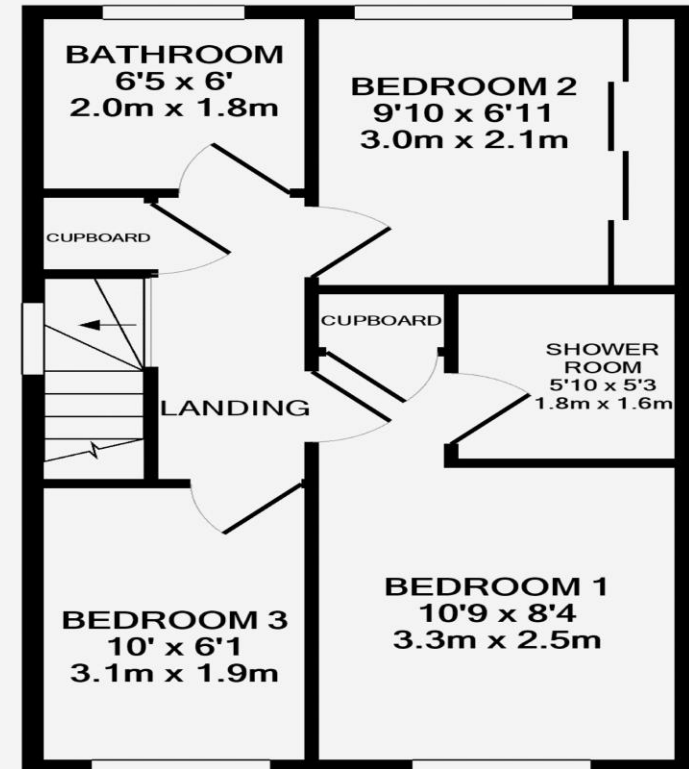 BATHROOM
6'5 x 6'
2.0m x 1.8m
BEDROOM 2
9'10 x 6'11
3.0m x 2.1m
CUPBOARD
CUPBOARD
SHOWER
ROOM
5'10 x 5'3
1.8m x 1.6m
LANDING
BEDROOM 3
10' x 6'1
3.1m x 1.9m
BEDROOM 1
10'9 x 8'4
3.3m x 2.5m